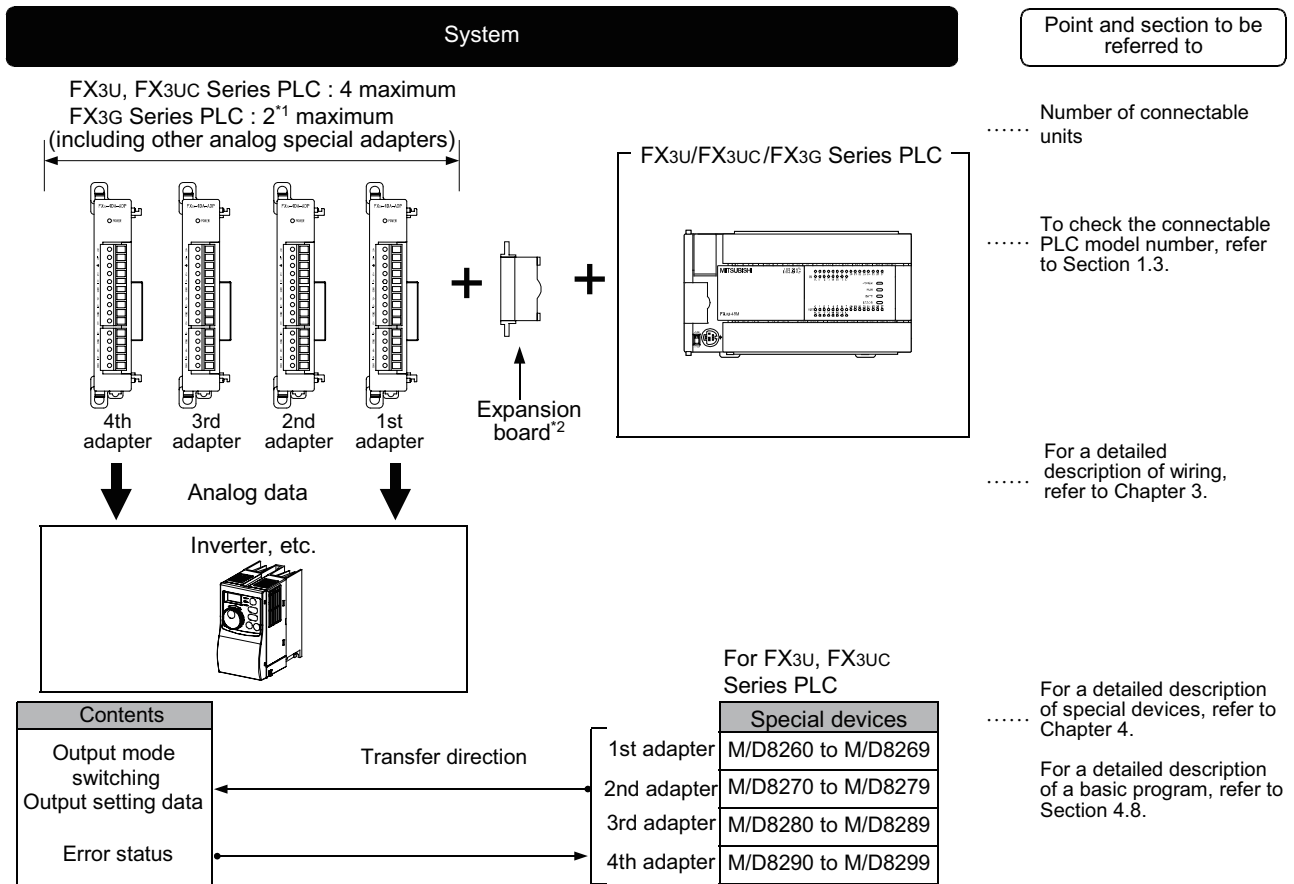 System
Point and section to be
referred to
FX3U, FX3UC Series PLC : 4 maximum
FX3G Series PLC : 2*1 maximum
(including other analog special adapters)
...... Number of connectable
units
FX3U/FX3UC/FX3G Series PLC
...... To check the connectable
PLC model number, refer
to Section 1.3.
MITSUBISHI
POWER
4th
adapter
3rd
adapter
2nd
adapter
1st
adapter
Expansion
board*2
Analog data
...... For a detailed
description of wiring,
refer to Chapter 3.
Inverter, etc.
For FX3U, FX3UC
Series PLC
Contents
Special devices
Output mode
switching
Output setting data
Error status
Transfer direction
1st adapter M/D8260 to M/D8269
2nd adapter M/D8270 to M/D8279
3rd adapter M/D8280 to M/D8289
4th adapter M/D8290 to M/D8299
...... For a detailed description
of special devices, refer to
Chapter 4.
For a detailed description
of a basic program, refer to
Section 4.8.